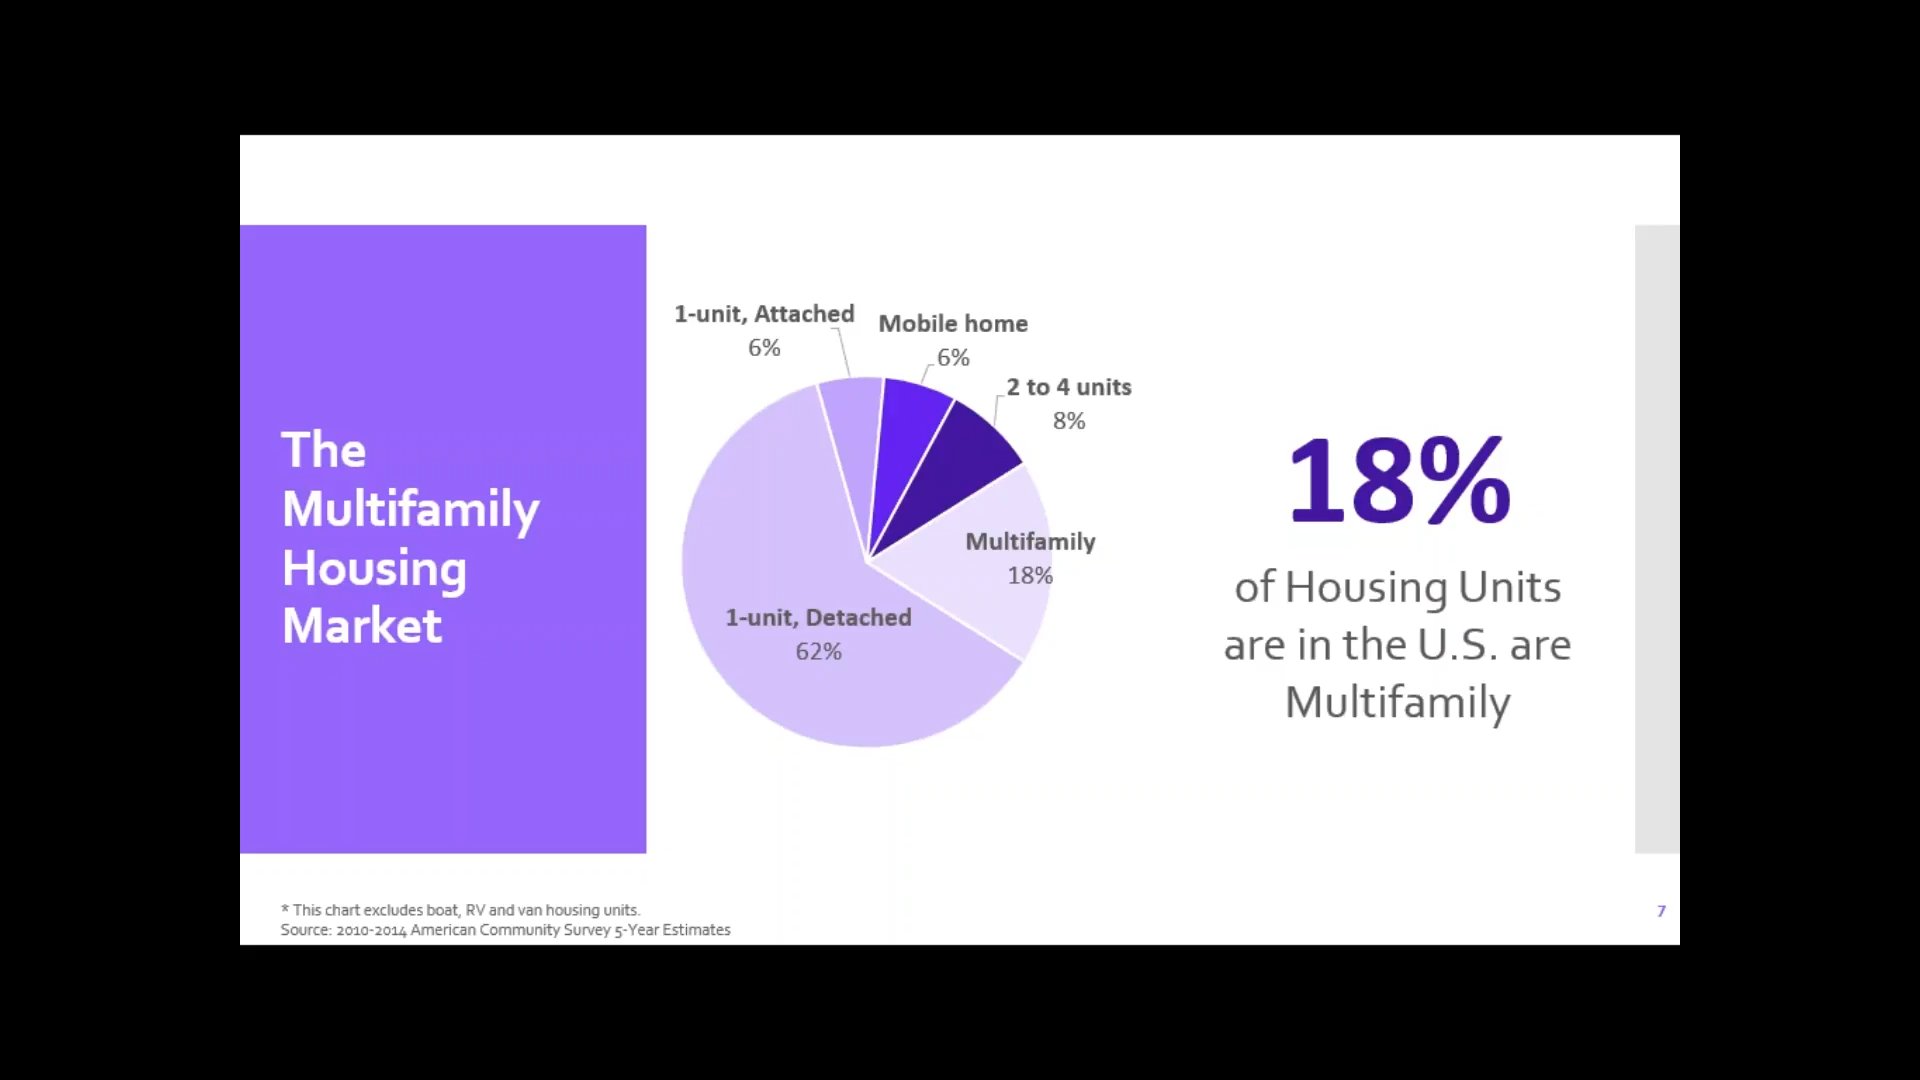 The
Multifamily
Housing
Market
1-unit, Attached
6%
Mobile home
6%
2 to 4 units
8%
Multifamily
18%
1-unit, Detached
62%
18%
of Housing Units
are in the U.S. are
Multifamily
* This chart excludes boat, RV and van housing units.
Source: 2010-2014 American Community Survey 5-Year Estimates
7